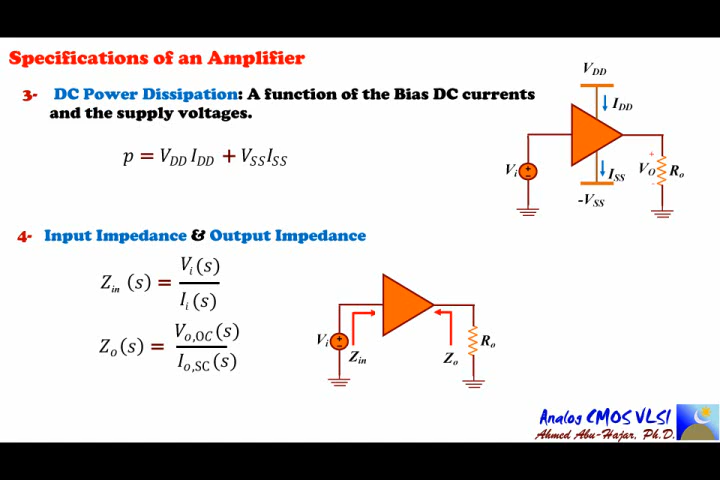 Specifications of an Amplifier
3- DC Power Dissipation: A function of the Bias DC currents
and the supply voltages.
p = V_DD I_DD + V_SS I_SS
V_DD
I_DD
V_i
+
-
I_SS
-V_SS
+
V_O
-
R_o
4- Input Impedance & Output Impedance
Z_in (s) = V_i(s) / I_i(s)
Z_o(s) = V_o,OC(s) / I_o,SC(s)
V_i
+
-
Z_in
Z_o
R_o
Analog CMOS VLSI
Ahmed Abu-Hajar, Ph.D.